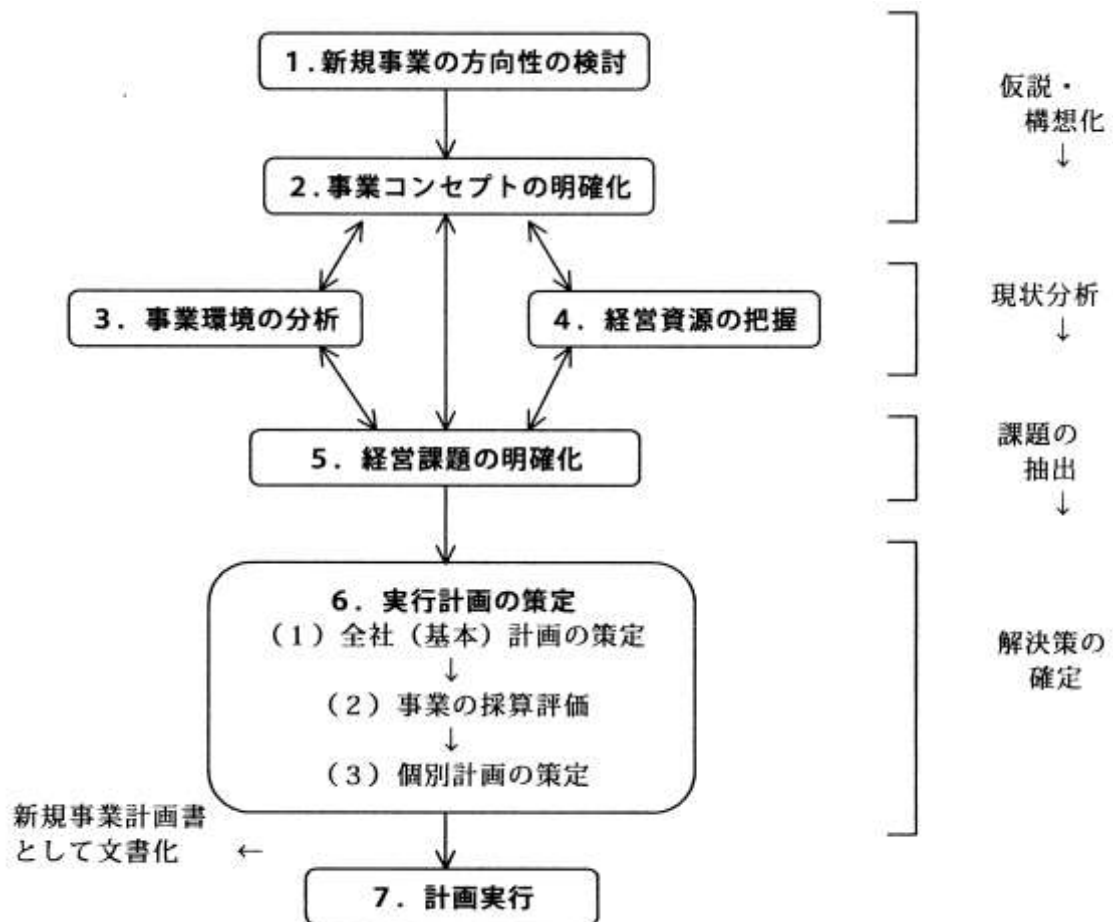 1.新規事業の方向性の検討
2.事業コンセプトの明確化
3．事業環境の分析
4．経営資源の把握
5．経営課題の明確化
6．実行計画の策定
（1）全社（基本）計画の策定
↓
（2）事業の採算評価
↓
（3）個別計画の策定
新規事業計画書
として文書化　←
7．計画実行
仮説・
構想化
↓
現状分析
↓
課題の
抽出
↓
解決策の
確定